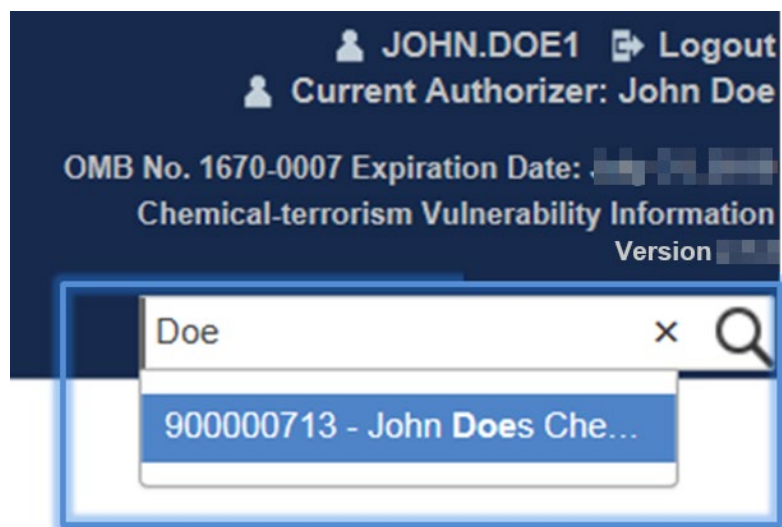 JOHN.DOE1 Logout
Current Authorizer: John Doe
OMB No. 1670-0007 Expiration Date:
Chemical-terrorism Vulnerability Information
Version
Doe ×
900000713 - John Does Che...